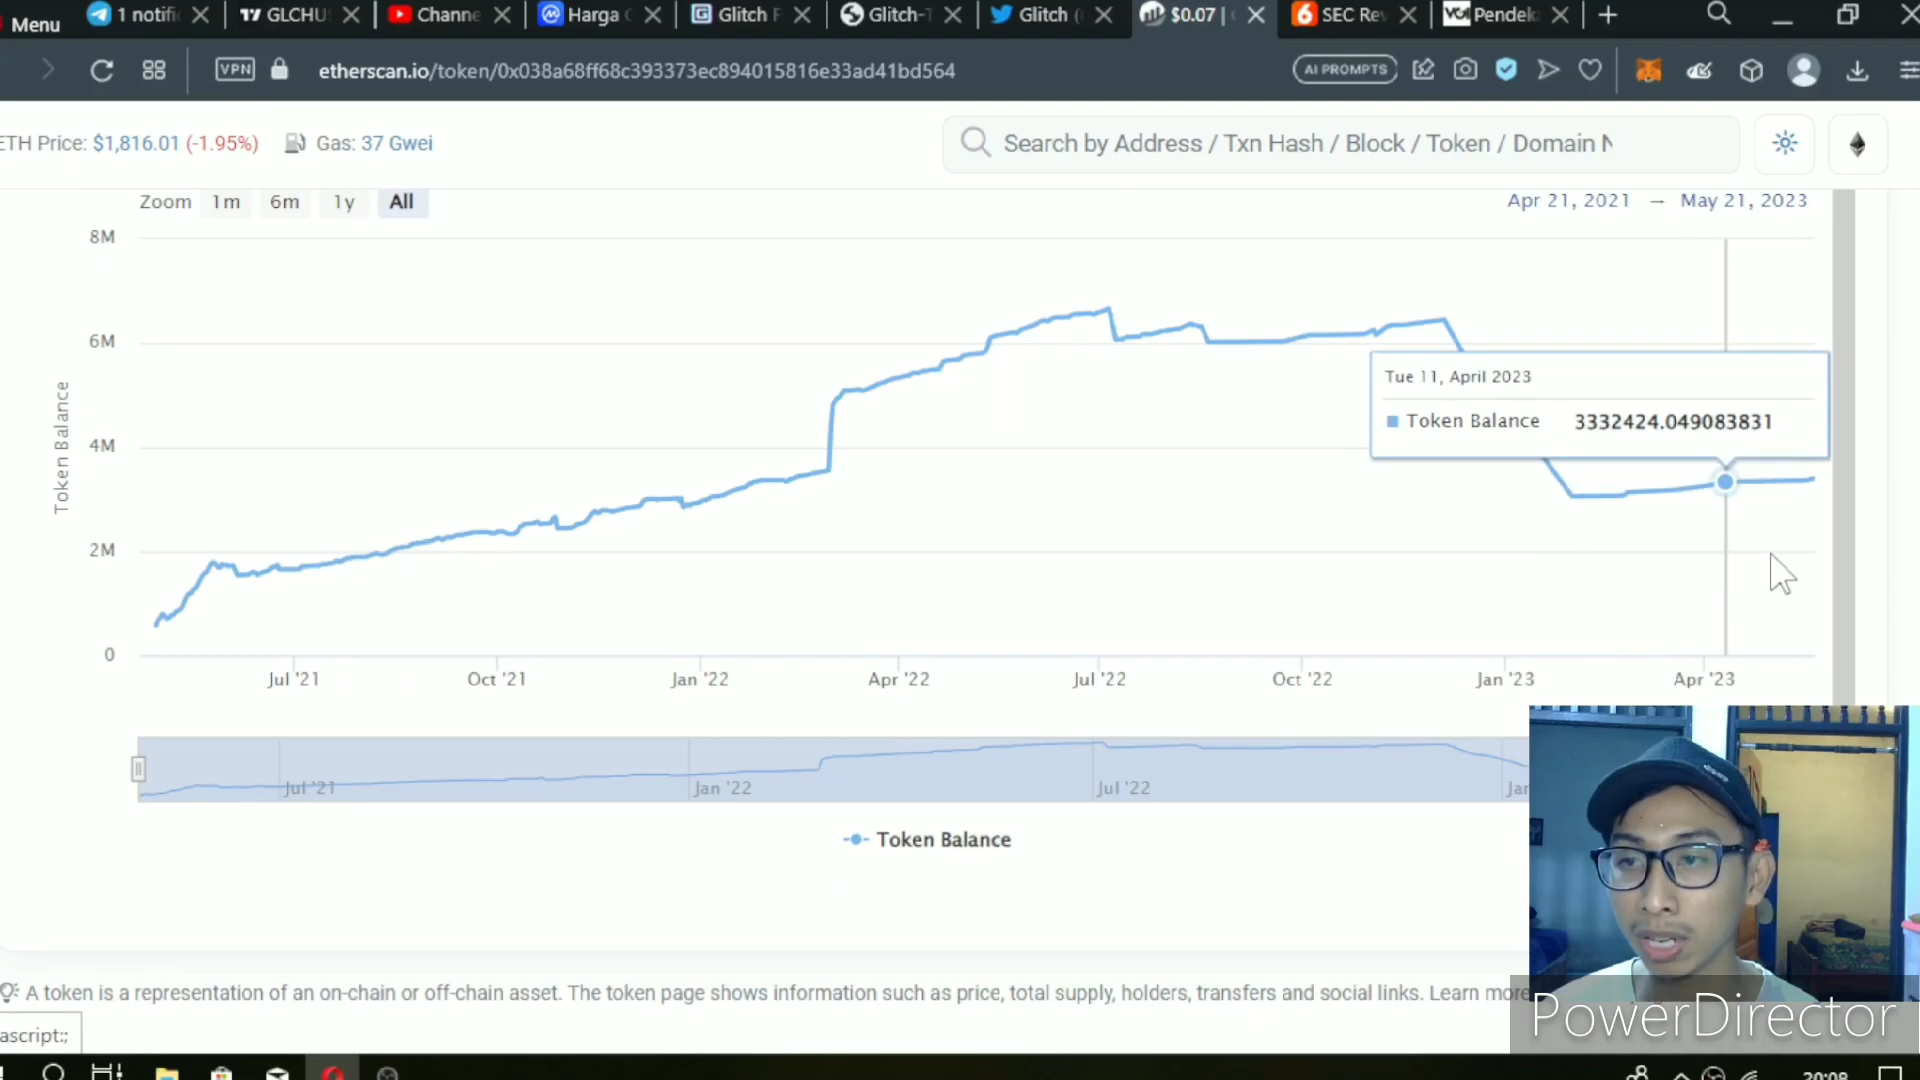 Menu
1 notifi
GLCHU
Channe
Harga
Glitch F
Glitch-T
Glitch (
$0.07 |
SEC Re
Pendek
VPN
etherscan.io/token/0x038a68ff68c393373ec894015816e33ad41bd564
AI PROMPTS
ETH Price: $1,816.01 (-1.95%)
Gas: 37 Gwei
Search by Address / Txn Hash / Block / Token / Domain N
Zoom 1m 6m 1y All
Apr 21, 2021 → May 21, 2023
8M
6M
4M
2M
0
Token Balance
Tue 11, April 2023
Token Balance 3332424.049083831
Jul '21
Oct '21
Jan '22
Apr '22
Jul '22
Oct '22
Jan '23
Apr '23
Jul '21
Jan '22
Jul '22
Jan
Token Balance
A token is a representation of an on-chain or off-chain asset. The token page shows information such as price, total supply, holders, transfers and social links. Learn more
ascript:;
PowerDirector
20:08